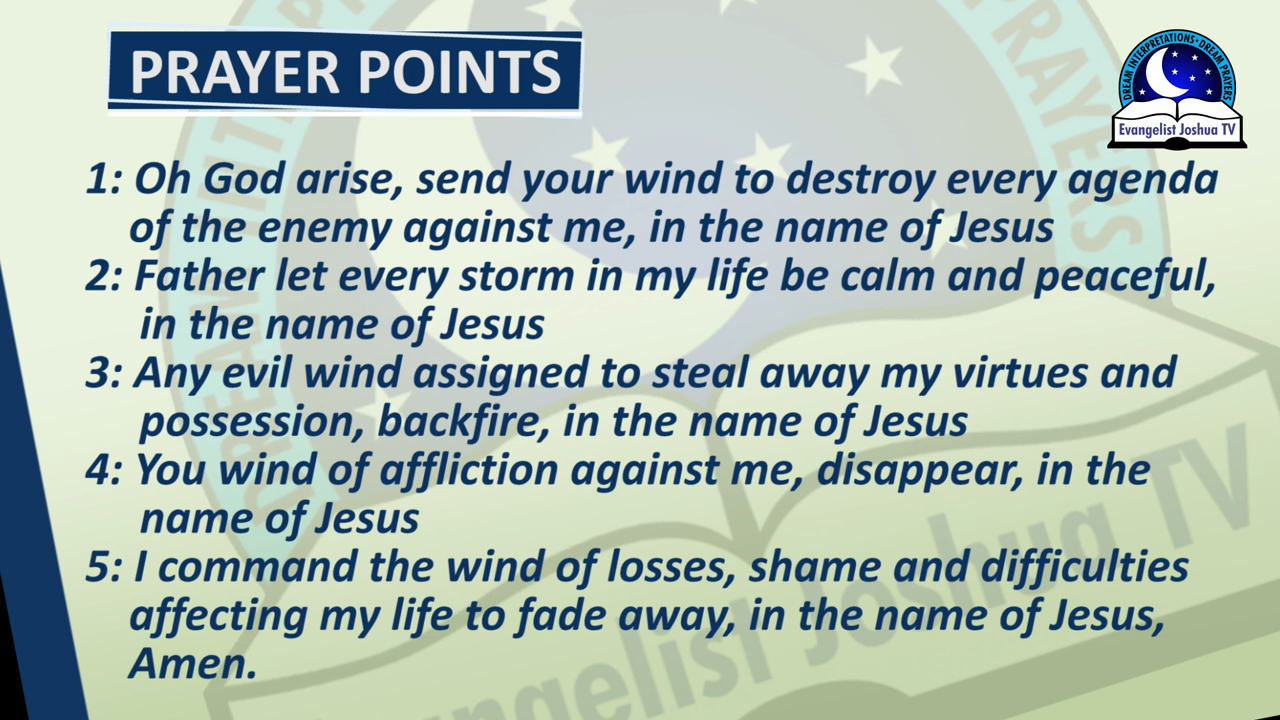 PRAYER POINTS
DREAM INTERPRETATIONS • DREAM PRAYERS
Evangelist Joshua TV
1: Oh God arise, send your wind to destroy every agenda
of the enemy against me, in the name of Jesus
2: Father let every storm in my life be calm and peaceful,
in the name of Jesus
3: Any evil wind assigned to steal away my virtues and
possession, backfire, in the name of Jesus
4: You wind of affliction against me, disappear, in the
name of Jesus
5: I command the wind of losses, shame and difficulties
affecting my life to fade away, in the name of Jesus,
Amen.